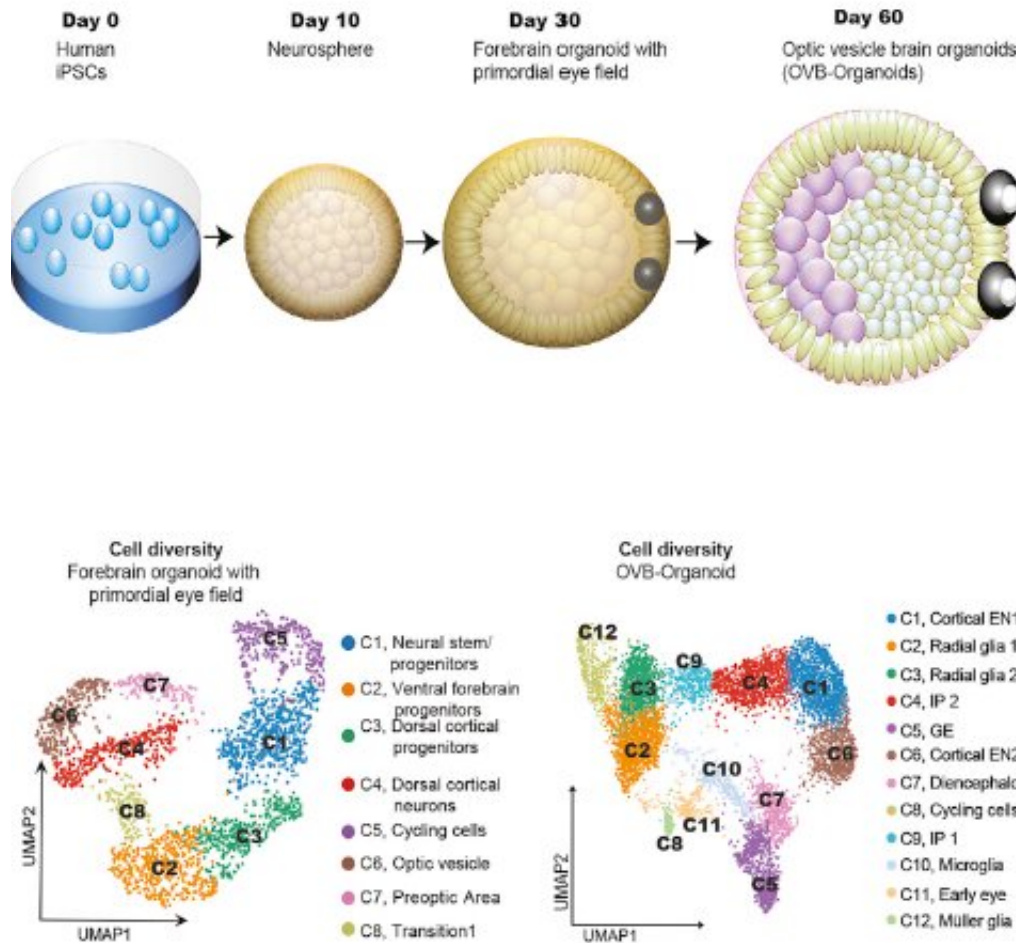 Day 0
Human
iPSCs
Day 10
Neurosphere
Day 30
Forebrain organoid with
primordial eye field
Day 60
Optic vesicle brain organoids
(OVB-Organoids)
Cell diversity
Forebrain organoid with
primordial eye field
C5
C7
C6
C1
C4
C8
C3
C2
UMAP2
UMAP1
C1, Neural stem/
progenitors
C2, Ventral forebrain
progenitors
C3, Dorsal cortical
progenitors
C4, Dorsal cortical
neurons
C5, Cycling cells
C6, Optic vesicle
C7, Preoptic Area
C8, Transition1
Cell diversity
OVB-Organoid
C12
C9
C3
C4
C1
C2
C6
C10
C7
C11
C8
C5
UMAP2
UMAP1
C1, Cortical EN1
C2, Radial glia 1
C3, Radial glia 2
C4, IP 2
C5, GE
C6, Cortical EN2
C7, Diencephalo
C8, Cycling cells
C9, IP 1
C10, Microglia
C11, Early eye
C12, Müller glia